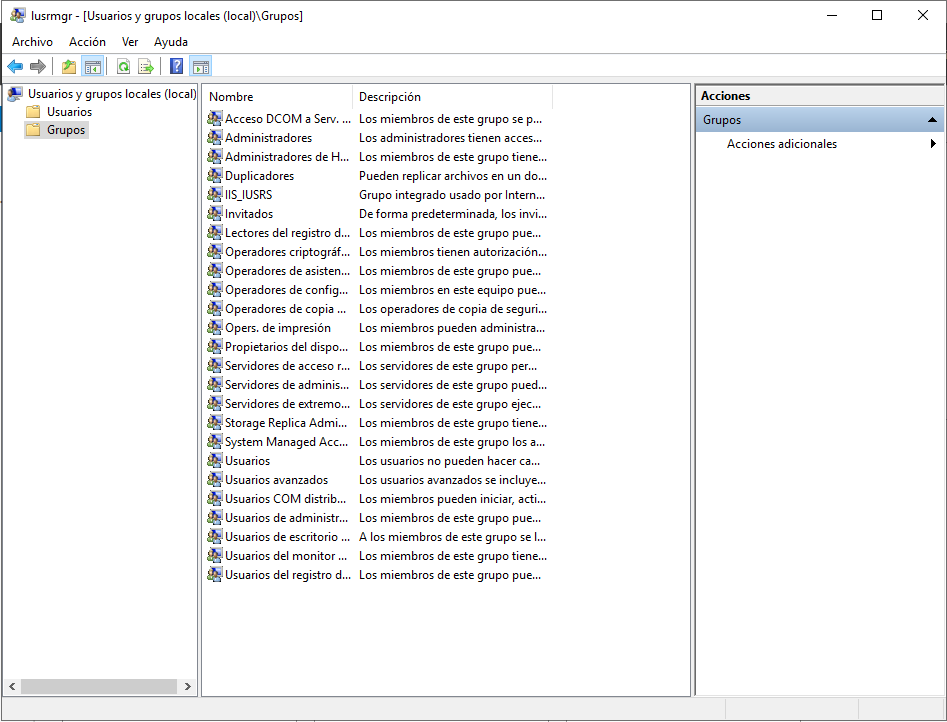 lusrmgr - [Usuarios y grupos locales (local)\Grupos]
Archivo Acción Ver Ayuda
Usuarios y grupos locales (local)
Usuarios
Grupos
Nombre Descripción
Acceso DCOM a Serv. ... Los miembros de este grupo se p...
Administradores Los administradores tienen acces...
Administradores de H... Los miembros de este grupo tiene...
Duplicadores Pueden replicar archivos en un do...
IIS_IUSRS Grupo integrado usado por Intern...
Invitados De forma predeterminada, los invi...
Lectores del registro d... Los miembros de este grupo pue...
Operadores criptográf... Los miembros tienen autorización...
Operadores de asisten... Los miembros de este grupo pue...
Operadores de config... Los miembros en este equipo pue...
Operadores de copia ... Los operadores de copia de seguri...
Opers. de impresión Los miembros pueden administra...
Propietarios del dispo... Los miembros de este grupo pue...
Servidores de acceso r... Los servidores de este grupo per...
Servidores de adminis... Los servidores de este grupo pued...
Servidores de extremo... Los servidores de este grupo ejec...
Storage Replica Admi... Los miembros de este grupo tiene...
System Managed Acc... Los miembros de este grupo los a...
Usuarios Los usuarios no pueden hacer ca...
Usuarios avanzados Los usuarios avanzados se incluye...
Usuarios COM distrib... Los miembros pueden iniciar, acti...
Usuarios de administr... Los miembros de este grupo pue...
Usuarios de escritorio ... A los miembros de este grupo se l...
Usuarios del monitor ... Los miembros de este grupo tiene...
Usuarios del registro d... Los miembros de este grupo pue...
Acciones
Grupos
Acciones adicionales